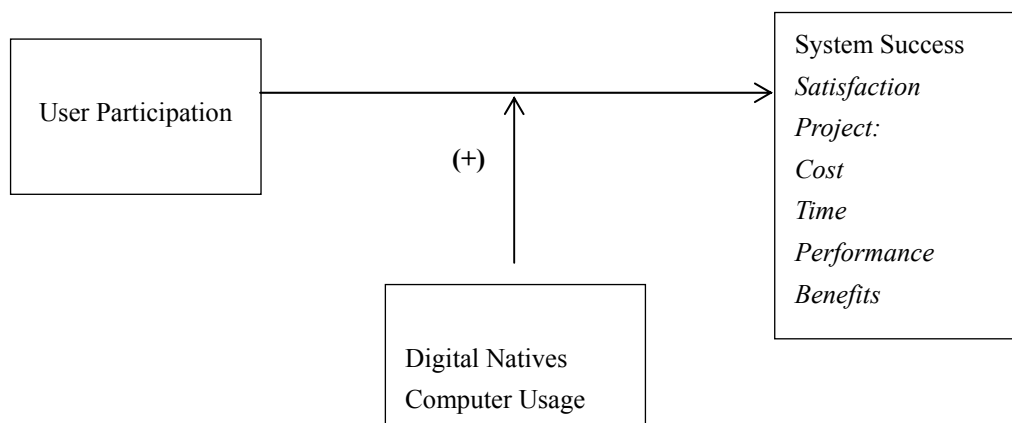 User Participation
(+)
System Success
Satisfaction
Project:
Cost
Time
Performance
Benefits
Digital Natives
Computer Usage